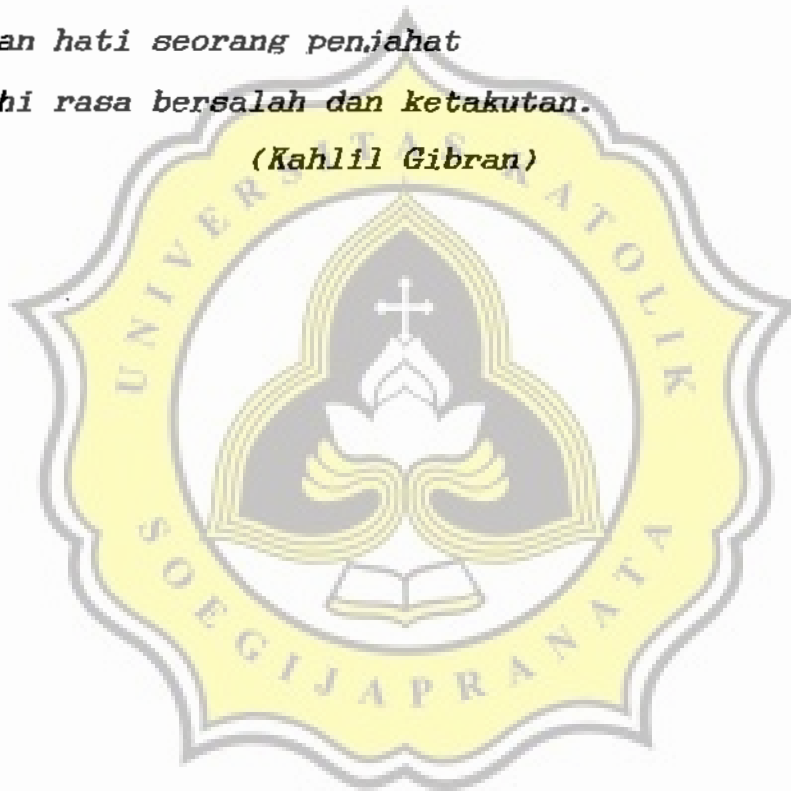 an hati seorang penjahat
hi rasa bersalah dan ketakutan.
(Kahlil Gibran)
UNIVERSITAS KATOLIK
SOEGIJAPRANATA